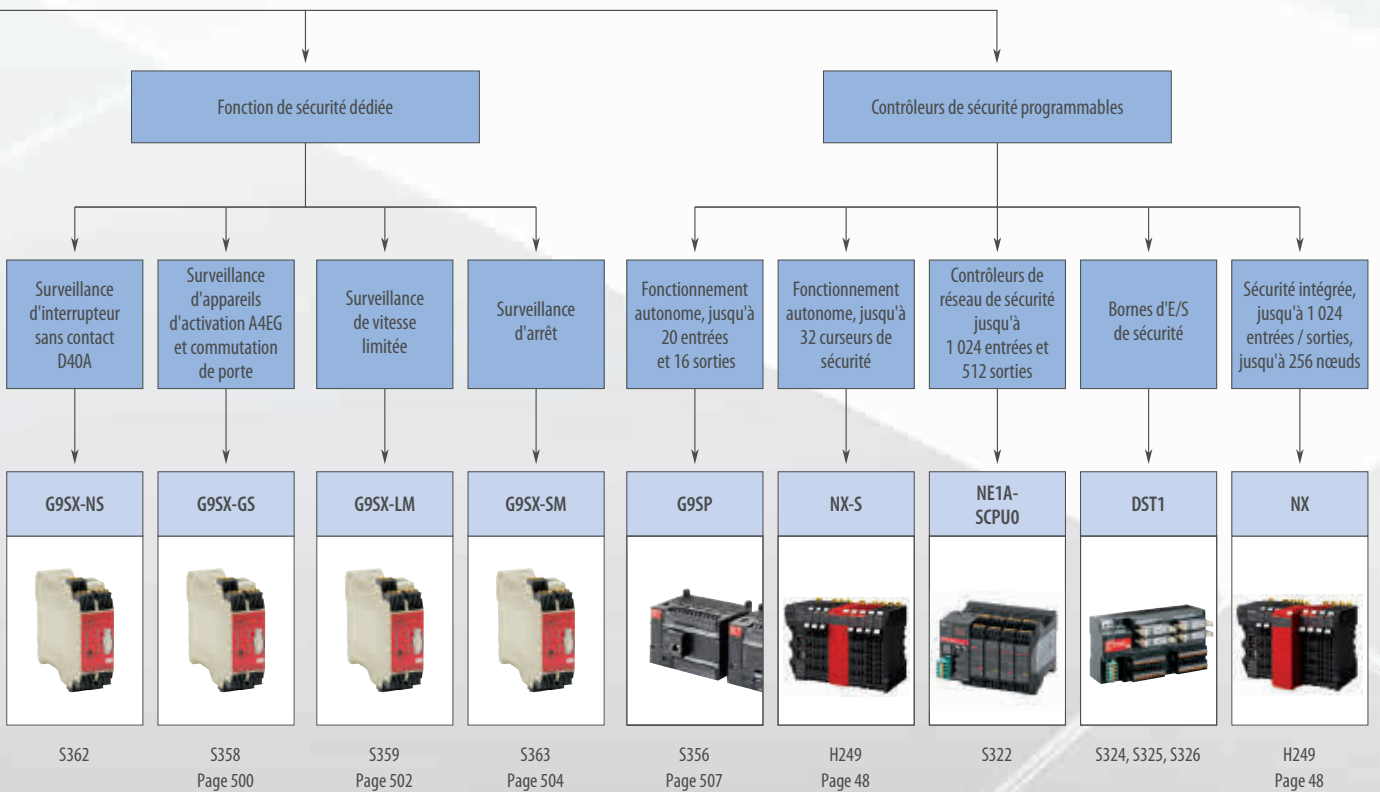 Fonction de sécurité dédiée
Contrôleurs de sécurité programmables
Surveillance
d'interrupteur
sans contact
D40A
Surveillance
d'appareils
d'activation A4EG
et commutation
de porte
Surveillance
de vitesse
limitée
Surveillance
d'arrêt
Fonctionnement
autonome, jusqu'à
20 entrées
et 16 sorties
Fonctionnement
autonome, jusqu'à
32 curseurs de
sécurité
Contrôleurs de
réseau de sécurité
jusqu'à
1 024 entrées et
512 sorties
Bornes d'E/S
de sécurité
Sécurité intégrée,
jusqu'à 1 024
entrées / sorties,
jusqu'à 256 nœuds
G9SX-NS
G9SX-GS
G9SX-LM
G9SX-SM
G9SP
NX-S
NE1A-
SCPU0
DST1
NX
S362
S358
Page 500
S359
Page 502
S363
Page 504
S356
Page 507
H249
Page 48
S322
S324, S325, S326
H249
Page 48